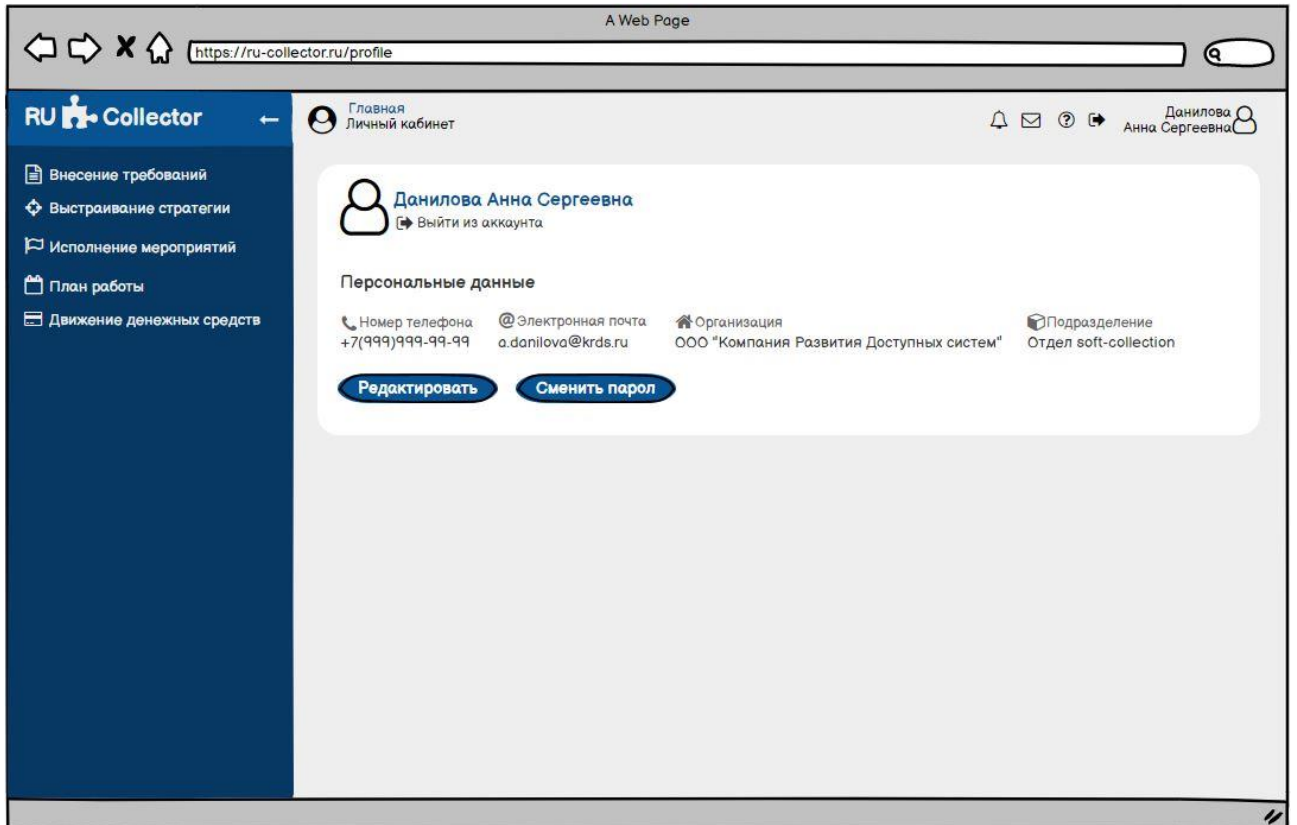 A Web Page
https://ru-collector.ru/profile
RU Collector
Главная
Личный кабинет
Данилова
Анна Сергеевна
Внесение требований
Выстраивание стратегии
Исполнение мероприятий
План работы
Движение денежных средств
Данилова Анна Сергеевна
Выйти из аккаунта
Персональные данные
Номер телефона @ Электронная почта Организация Подразделение
+7(999)999-99-99 a.danilova@krds.ru ООО "Компания Развития Доступных систем" Отдел soft-collection
Редактировать Сменить парол